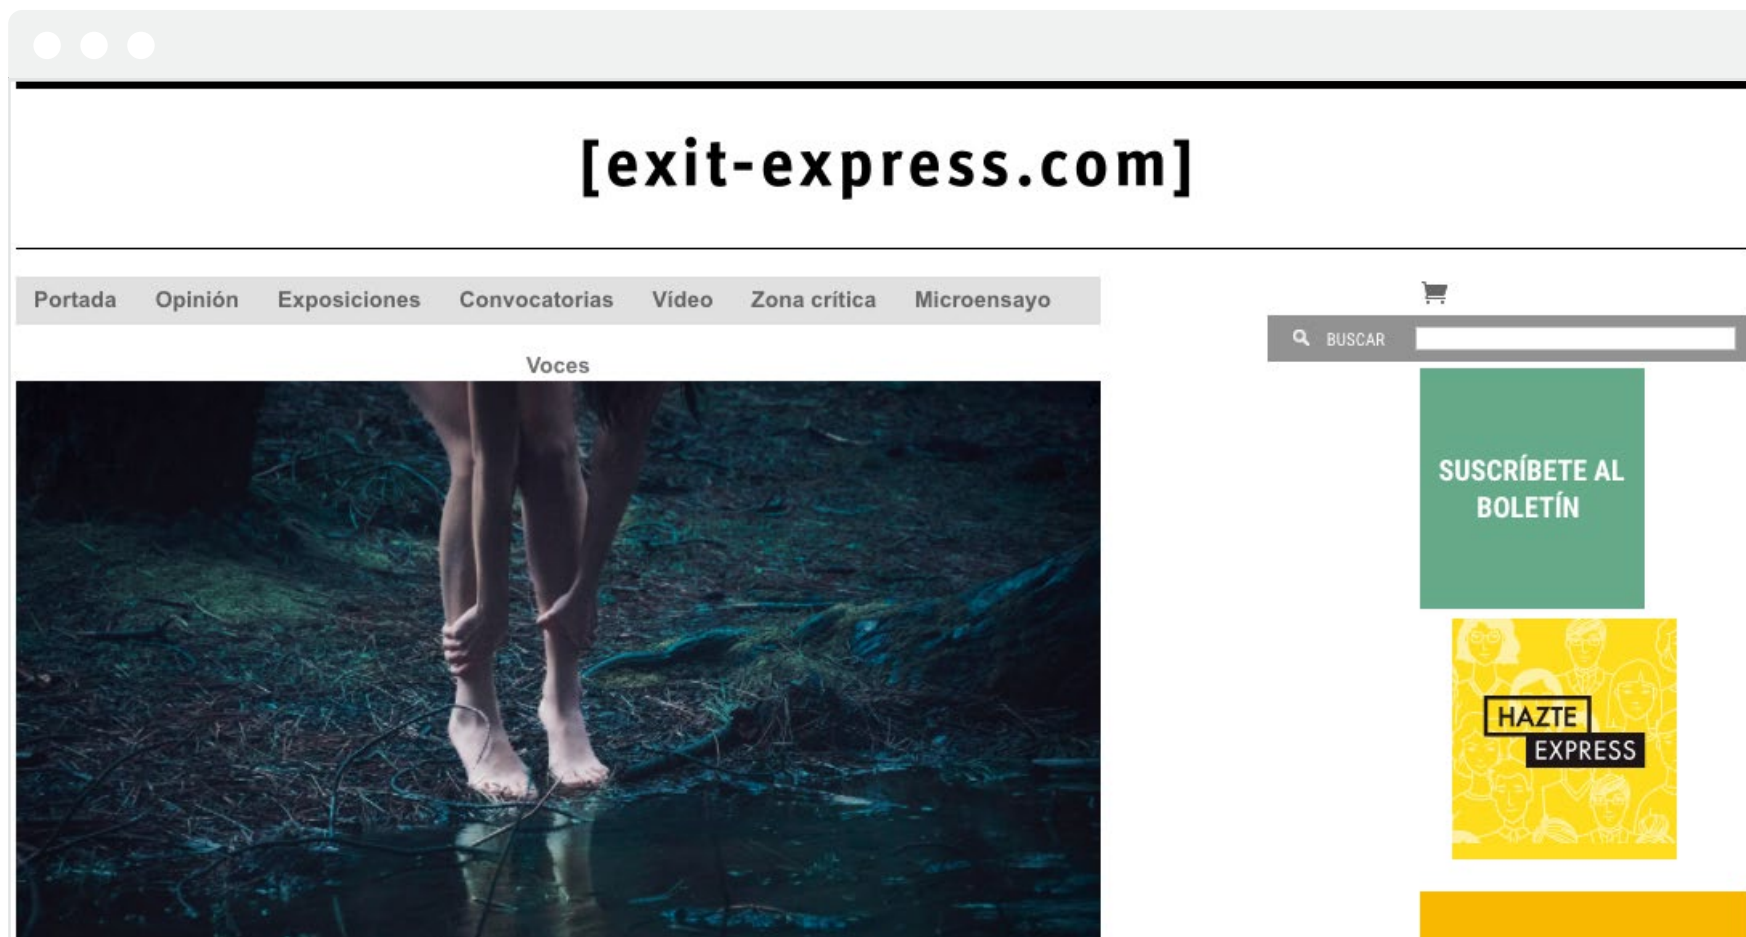 [exit-express.com]
Portada Opinión Exposiciones Convocatorias Vídeo Zona crítica Microensayo
Voces
BUSCAR
SUSCRÍBETE AL
BOLETÍN
HAZTE
EXPRESS